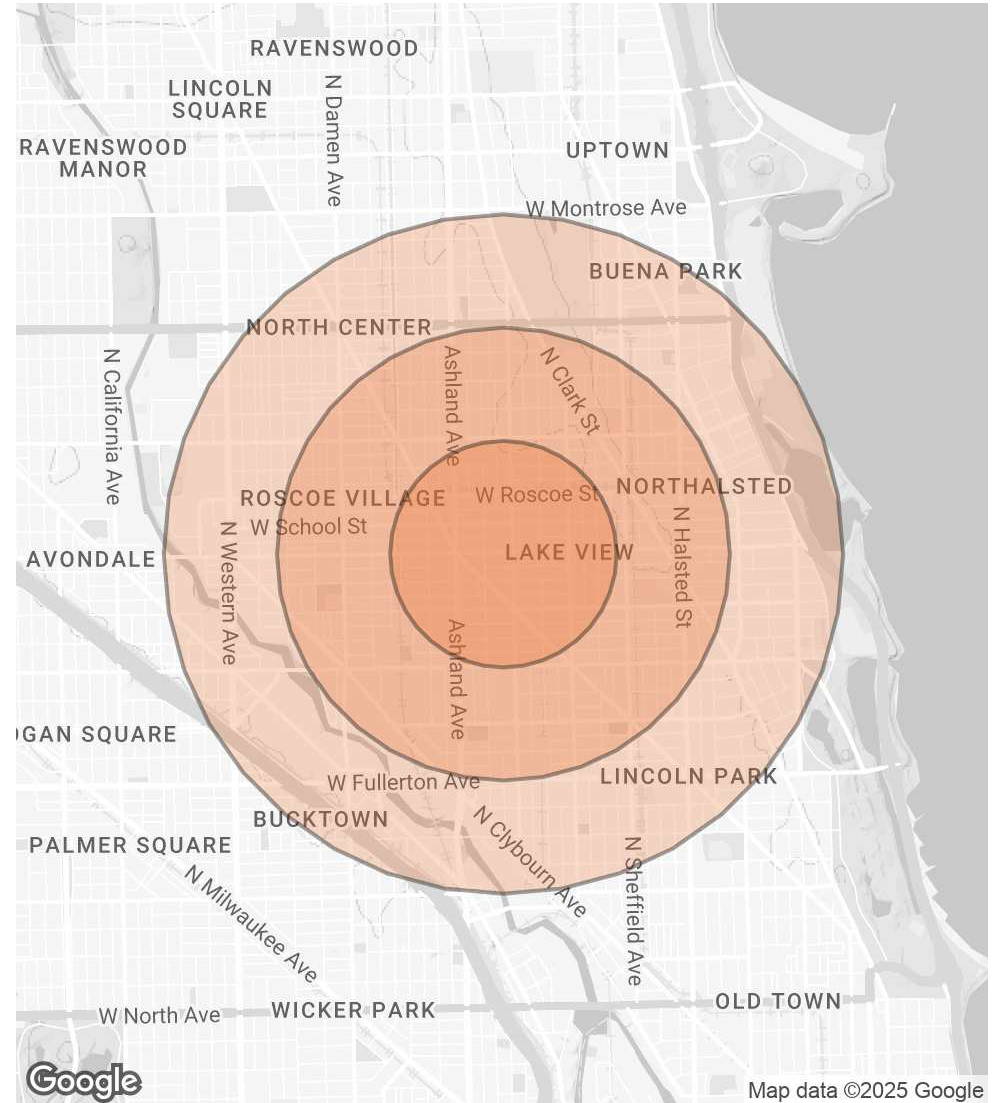 RAVENSWOOD
LINCOLN
SQUARE
N Damen Ave
RAVENSWOOD
MANOR
UPTOWN
W Montrose Ave
BUENA PARK
NORTH CENTER
N California Ave
Ashland Ave
N Clark St
ROSCOE VILLAGE
W Roscoe St
NORTHALSTED
W School St
N Western Ave
AVONDALE
LAKE VIEW
N Halsted St
Ashland Ave
OGAN SQUARE
W Fullerton Ave
LINCOLN PARK
BUCKTOWN
N Clybourn Ave
PALMER SQUARE
N Milwaukee Ave
N Sheffield Ave
W North Ave
WICKER PARK
OLD TOWN
Google
Map data ©2025 Google